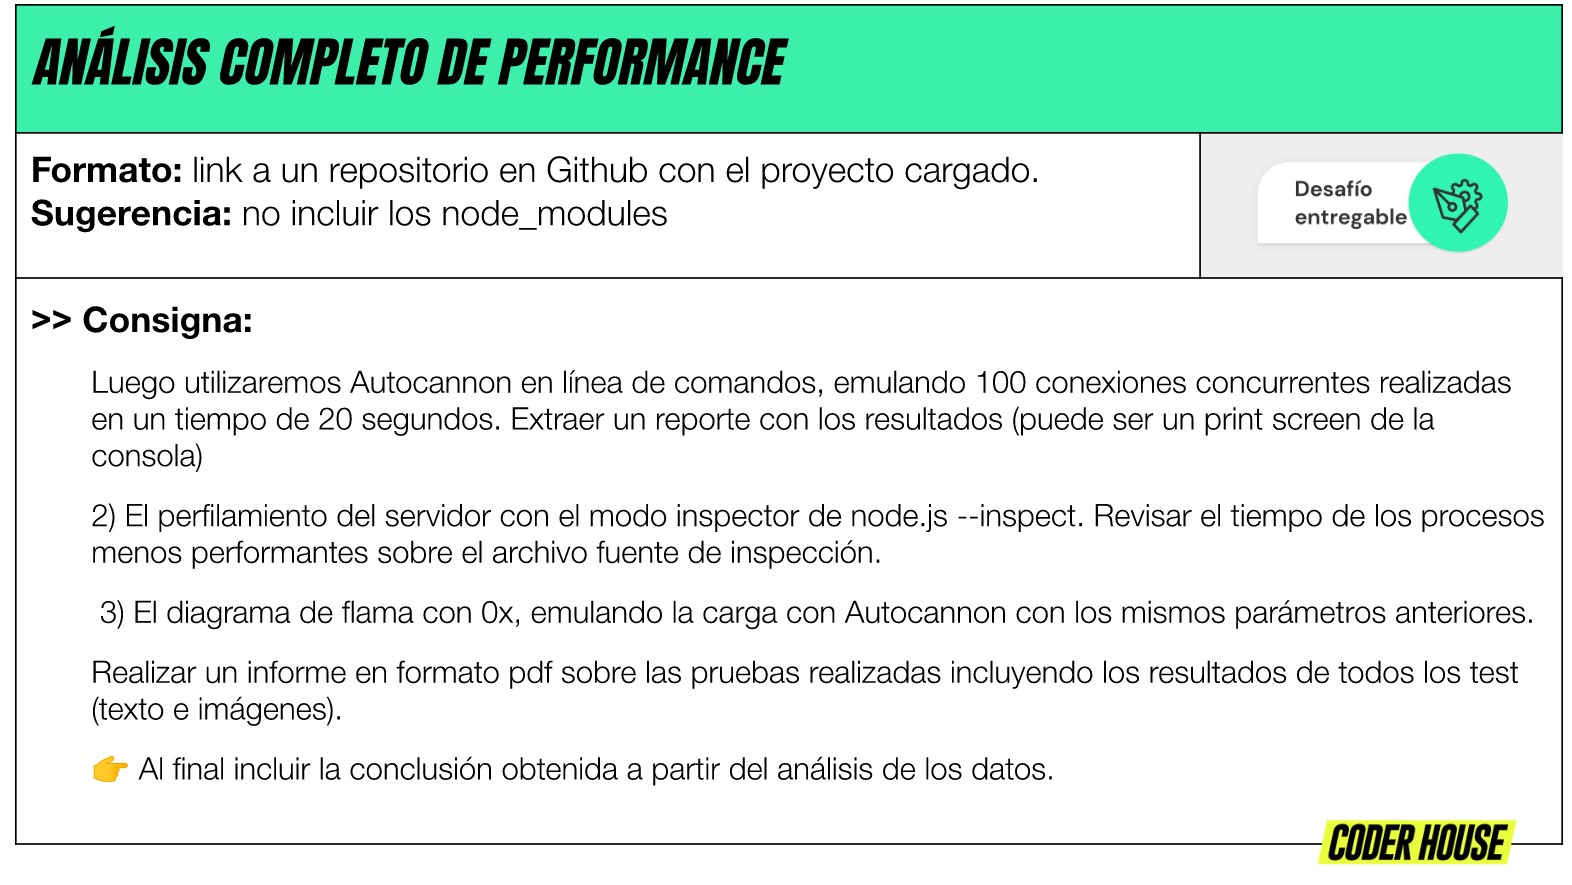 ANÁLISIS COMPLETO DE PERFORMANCE
Formato: link a un repositorio en Github con el proyecto cargado.
Sugerencia: no incluir los node_modules
Desafío
entregable
>> Consigna:
Luego utilizaremos Autocannon en línea de comandos, emulando 100 conexiones concurrentes realizadas
en un tiempo de 20 segundos. Extraer un reporte con los resultados (puede ser un print screen de la
consola)
2) El perfilamiento del servidor con el modo inspector de node.js --inspect. Revisar el tiempo de los procesos
menos performantes sobre el archivo fuente de inspección.
3) El diagrama de flama con 0x, emulando la carga con Autocannon con los mismos parámetros anteriores.
Realizar un informe en formato pdf sobre las pruebas realizadas incluyendo los resultados de todos los test
(texto e imágenes).
👉 Al final incluir la conclusión obtenida a partir del análisis de los datos.
CODER HOUSE